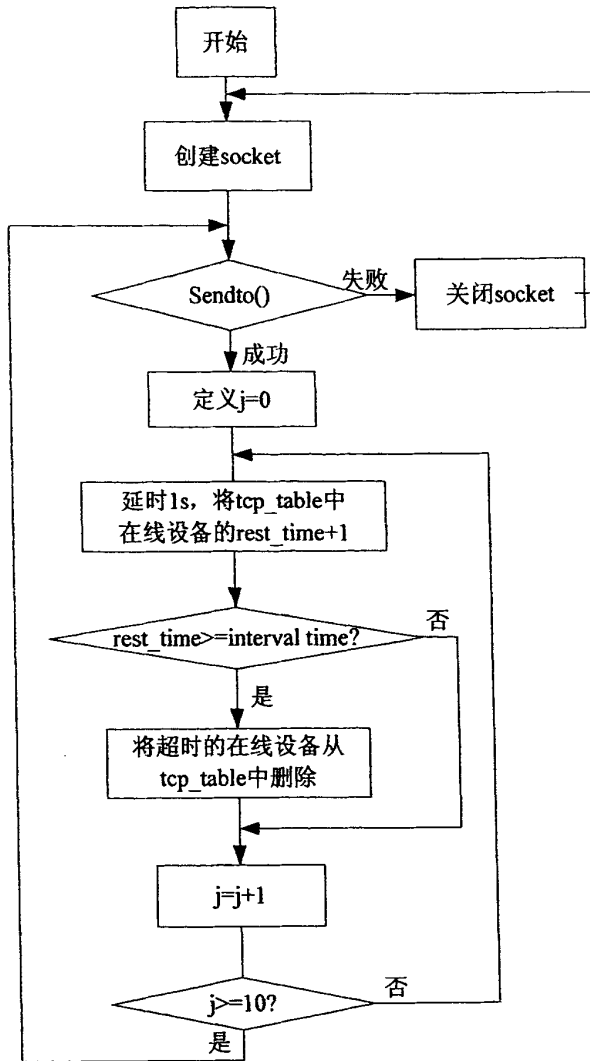 开始
创建socket
Sendto()
失败
关闭socket
成功
定义j=0
延时1s，将tcp_table中
在线设备的rest_time+1
rest_time>=interval time?
否
是
将超时的在线设备从
tcp_table中删除
j=j+1
j>=10?
否
是